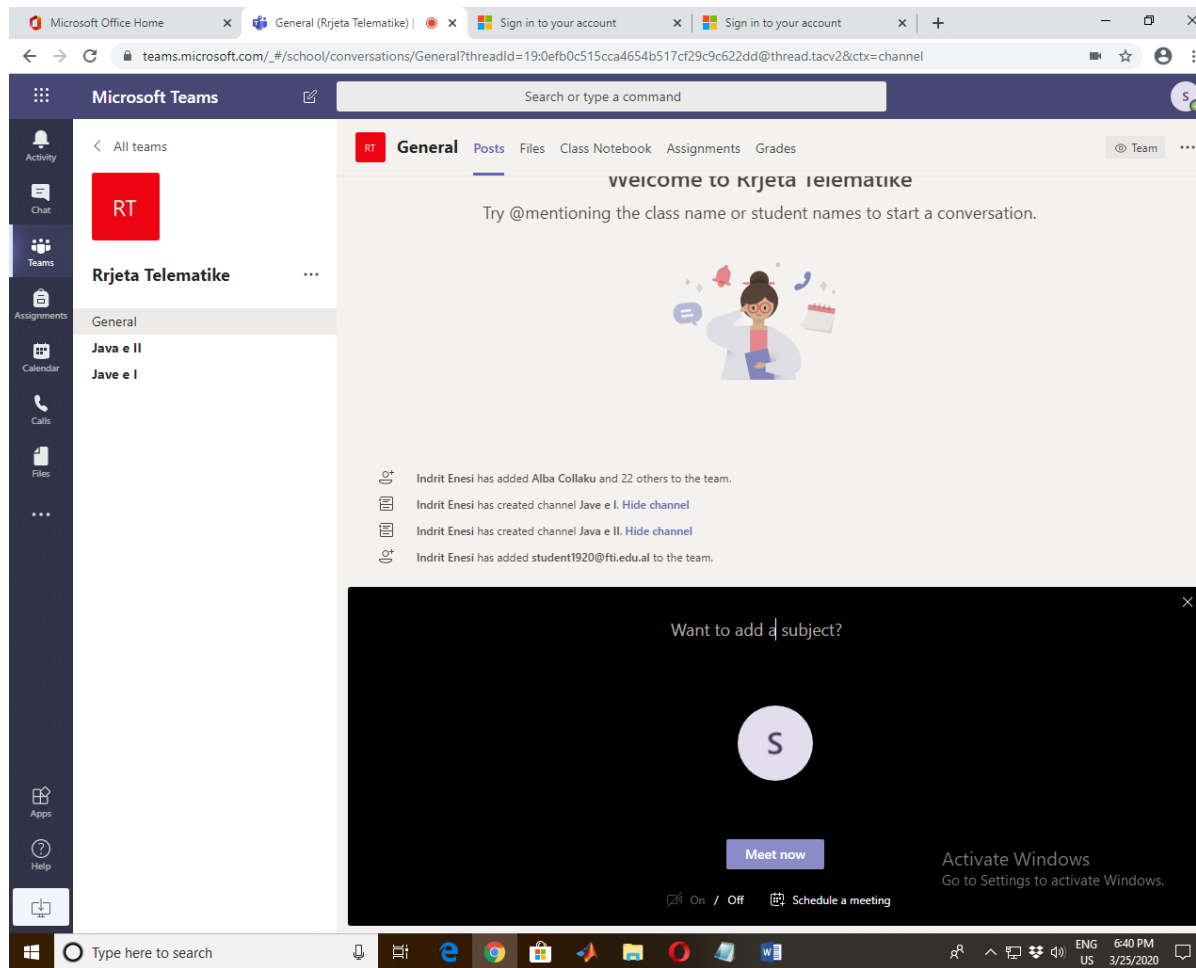 Microsoft Office Home
General (Rrjeta Telematike) |
Sign in to your account
Sign in to your account
teams.microsoft.com/_#/school/conversations/General?threadId=19:0efb0c515cca4654b517cf29c9c622dd@thread.tacv2&ctx=channel
Microsoft Teams
Search or type a command
S
Activity
Chat
Teams
Assignments
Calendar
Calls
Files
Apps
Help
All teams
RT
Rrjeta Telematike
General
Java e II
Jave e I
RT General Posts Files Class Notebook Assignments Grades
Team
Welcome to Rrjeta Telematike
Try @mentioning the class name or student names to start a conversation.
Indrit Enesi has added Alba Collaku and 22 others to the team.
Indrit Enesi has created channel Jave e I. Hide channel
Indrit Enesi has created channel Java e II. Hide channel
Indrit Enesi has added student1920@fti.edu.al to the team.
Want to add a subject?
S
Meet now
On / Off Schedule a meeting
Activate Windows
Go to Settings to activate Windows.
Type here to search
ENG
US
6:40 PM
3/25/2020